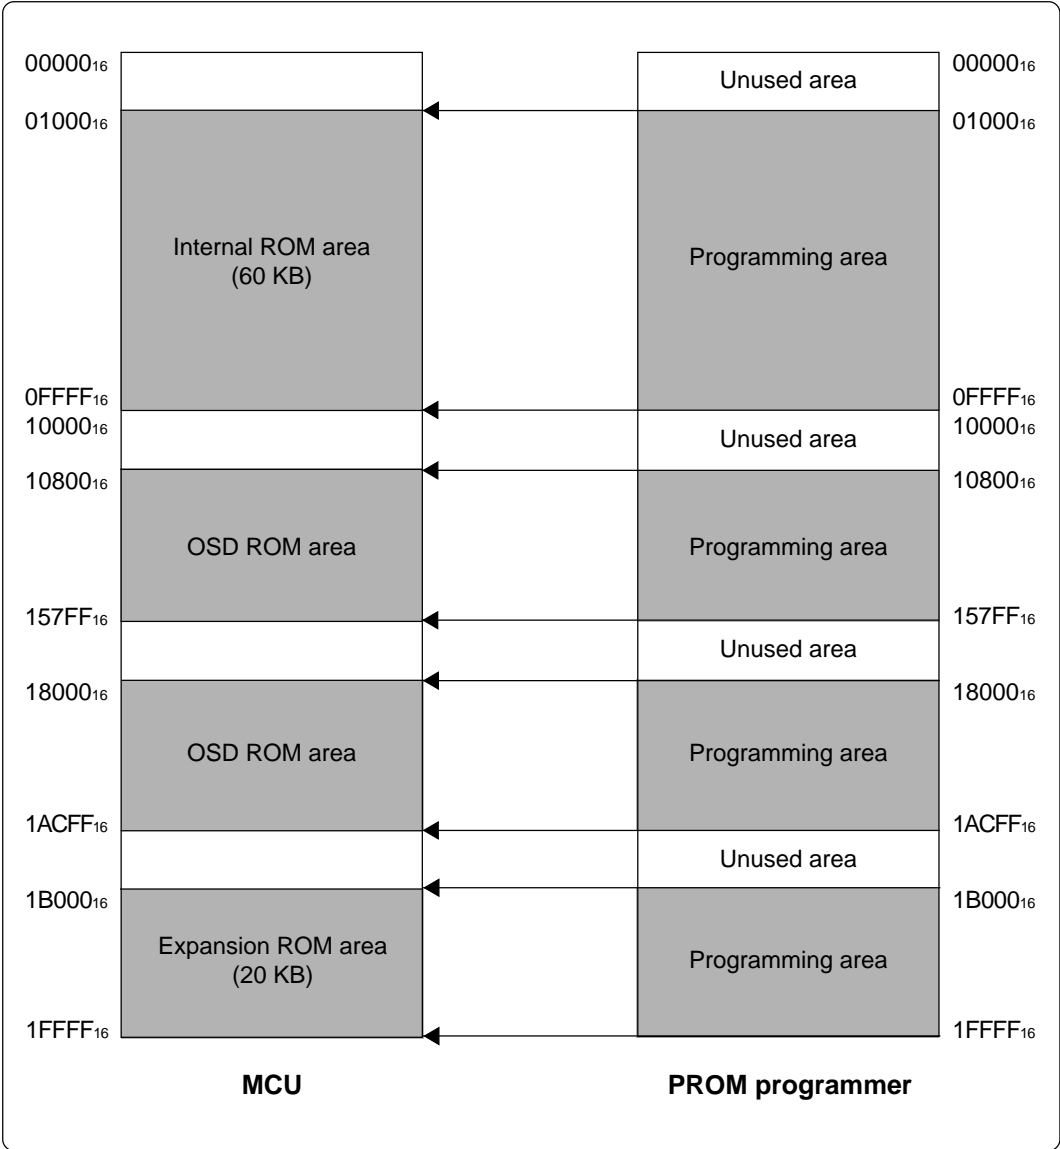 00000₁₆
01000₁₆
Internal ROM area
(60 KB)
0FFFF₁₆
10000₁₆
10800₁₆
OSD ROM area
157FF₁₆
18000₁₆
OSD ROM area
1ACFF₁₆
1B000₁₆
Expansion ROM area
(20 KB)
1FFFF₁₆
MCU
Unused area
00000₁₆
01000₁₆
Programming area
0FFFF₁₆
Unused area
10000₁₆
10800₁₆
Programming area
157FF₁₆
Unused area
18000₁₆
Programming area
1ACFF₁₆
Unused area
1B000₁₆
Programming area
1FFFF₁₆
PROM programmer